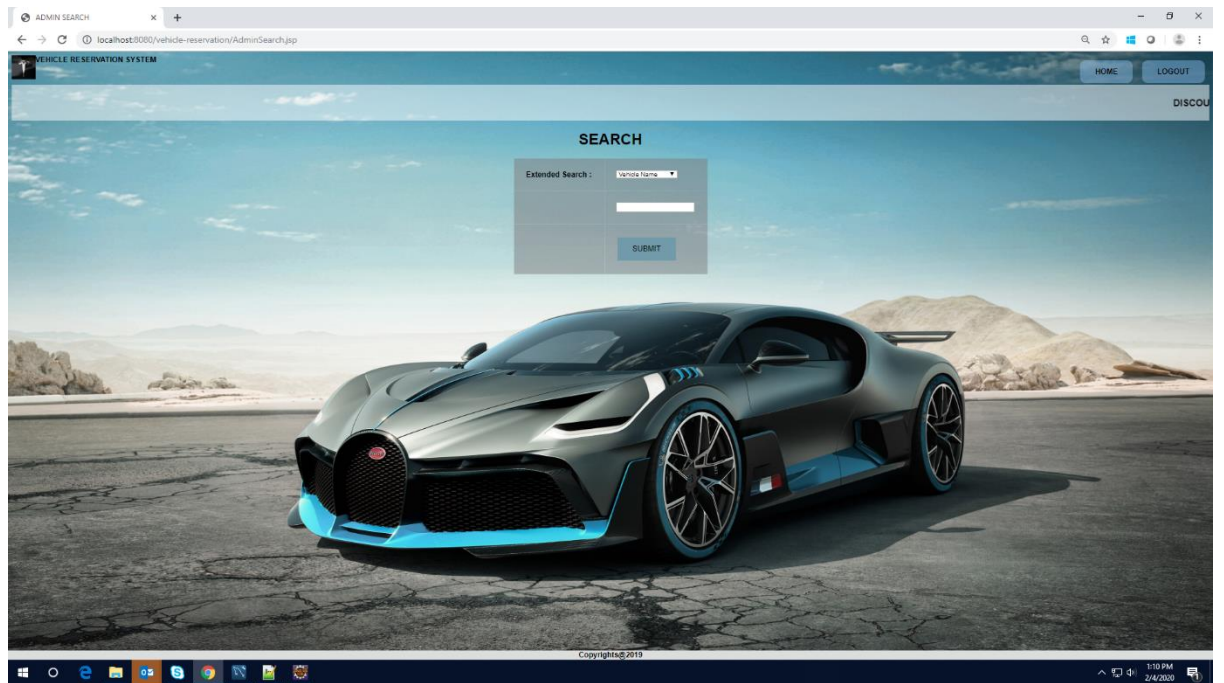 ADMIN SEARCH
localhost:8080/vehicle-reservation/AdminSearch.jsp
VEHICLE RESERVATION SYSTEM
HOME LOGOUT
DISCOU
SEARCH
Extended Search : Vehicle Name
SUBMIT
Copyrights@2019
1:10 PM
2/4/2020